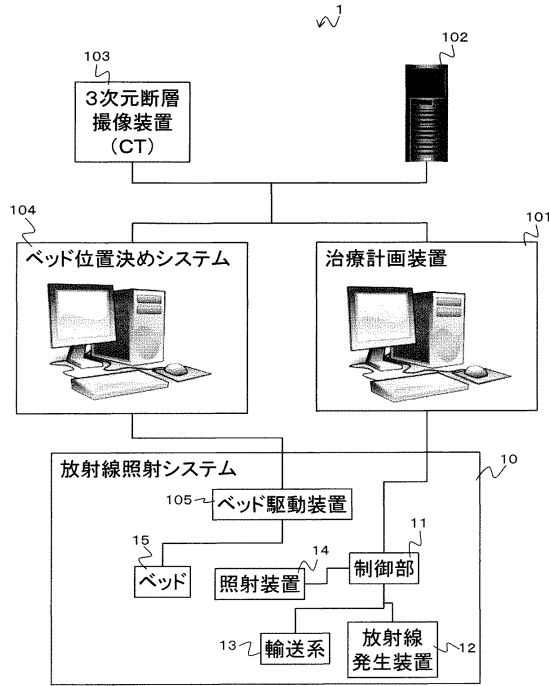 1
102
103
3次元断層
撮像装置
(CT)
104
ベッド位置決めシステム
101
治療計画装置
放射線照射システム
10
105
ベッド駆動装置
15
ベッド
14
照射装置
11
制御部
13
輸送系
放射線
発生装置
12